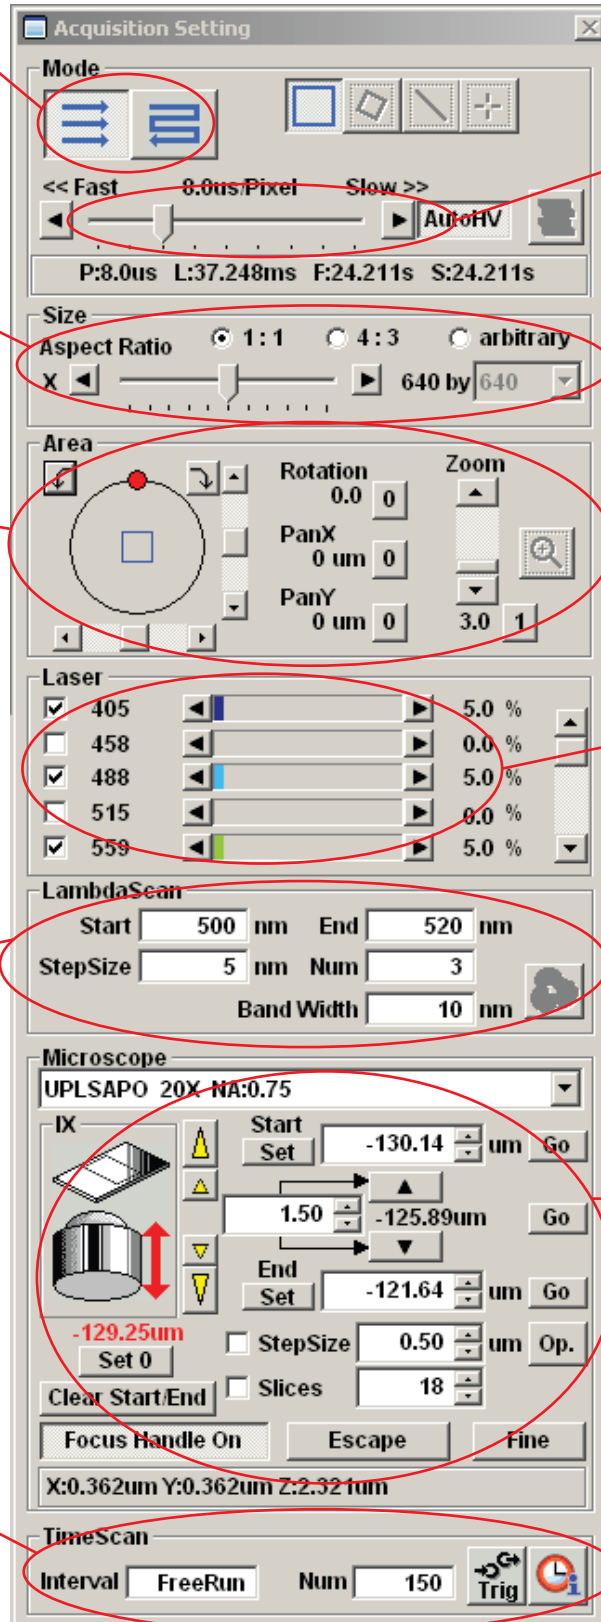 Acquisition Setting
Mode
<< Fast 8.0us/Pixel Slow >>
AutoHV
P:8.0us L:37.248ms F:24.211s S:24.211s
Size
Aspect Ratio 1:1 4:3 arbitrary
X 640 by 640
Area
Rotation
0.0 0
PanX
0 um 0
PanY
0 um 0
Zoom
3.0 1
Laser
405 5.0 %
458 0.0 %
488 5.0 %
515 0.0 %
559 5.0 %
LambdaScan
Start 500 nm End 520 nm
StepSize 5 nm Num 3
Band Width 10 nm
Microscope
UPLSAPO 20X NA:0.75
IX
Start
Set -130.14 um Go
1.50 -125.89um Go
End
Set -121.64 um Go
-129.25um
Set 0
StepSize 0.50 um Op.
Clear Start/End
Slices 18
Focus Handle On Escape Fine
X:0.362um Y:0.362um Z:2.321um
TimeScan
Interval FreeRun Num 150 Trig